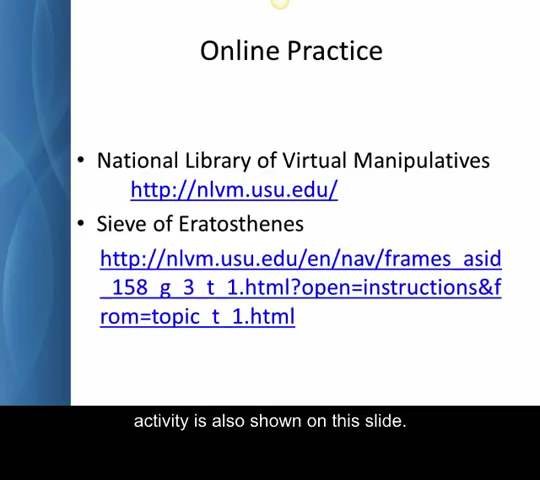 Online Practice
• National Library of Virtual Manipulatives
http://nlvm.usu.edu/
• Sieve of Eratosthenes
http://nlvm.usu.edu/en/nav/frames_asid
_158_g_3_t_1.html?open=instructions&f
rom=topic_t_1.html
activity is also shown on this slide.